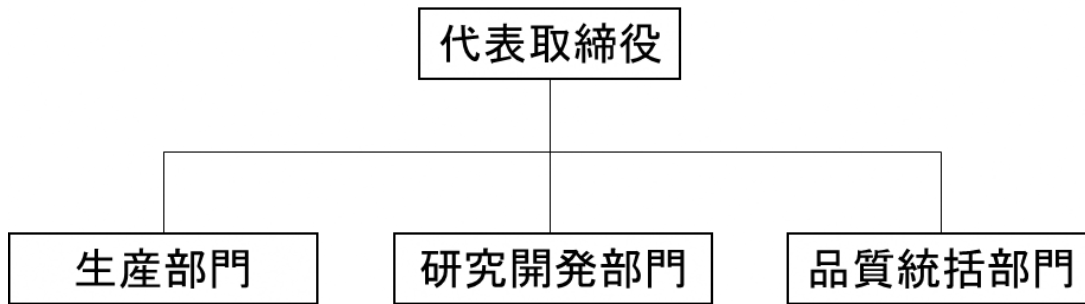 代表取締役
生産部門
研究開発部門
品質統括部門